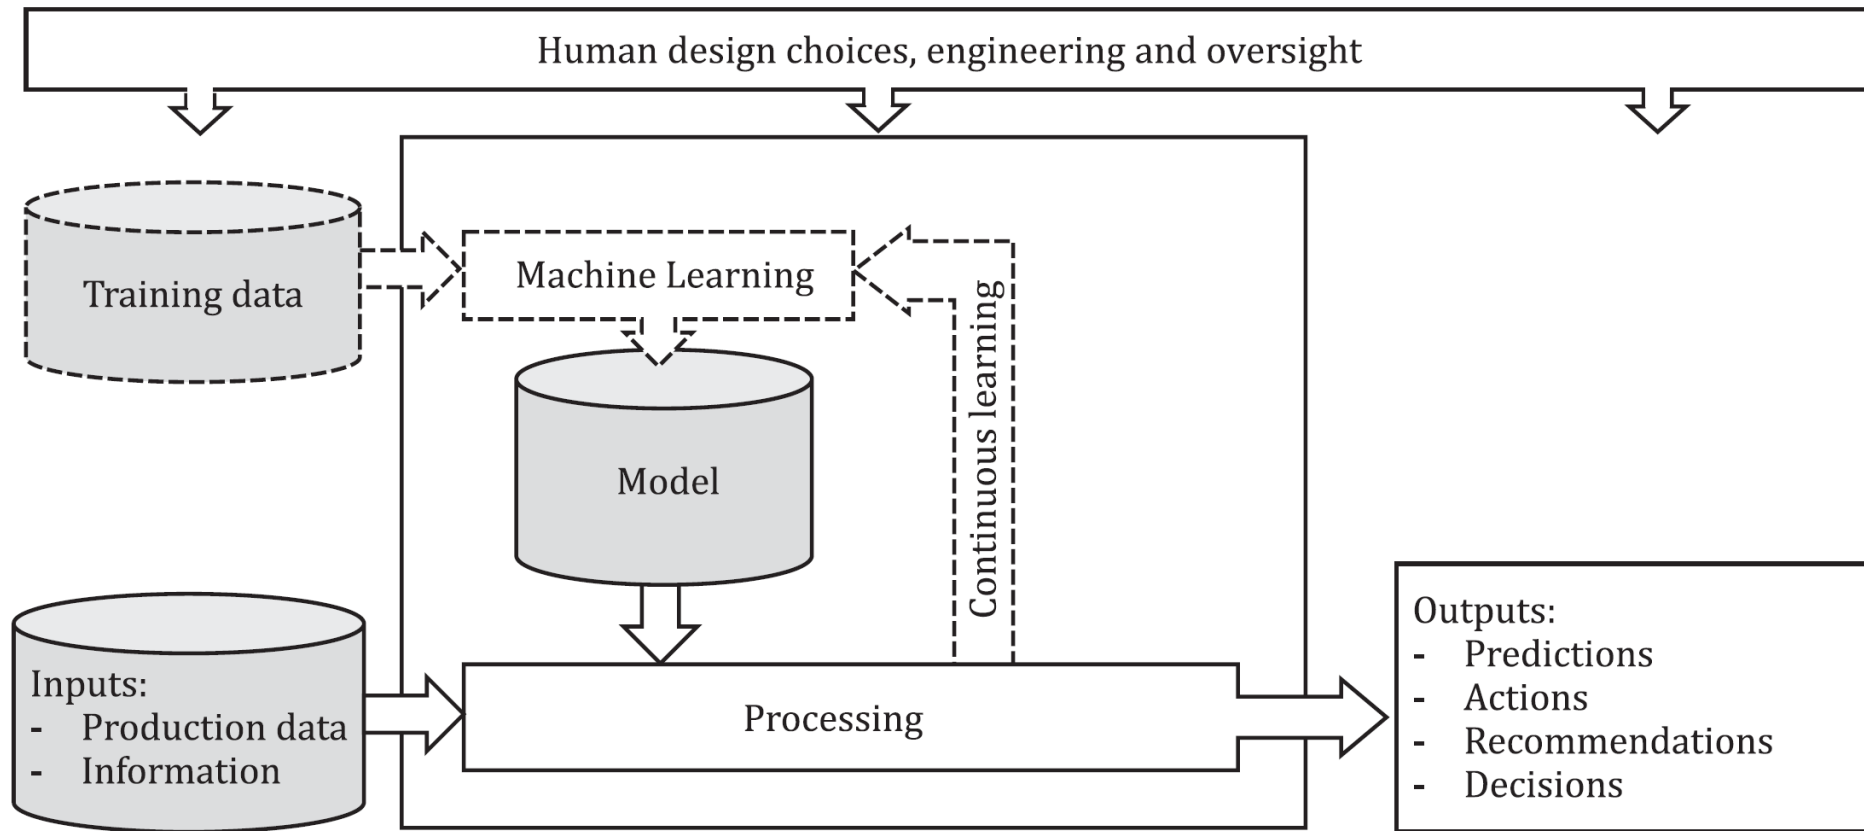 Human design choices, engineering and oversight
Training data
Machine Learning
Continuous learning
Model
Inputs:
- Production data
- Information
Processing
Outputs:
- Predictions
- Actions
- Recommendations
- Decisions